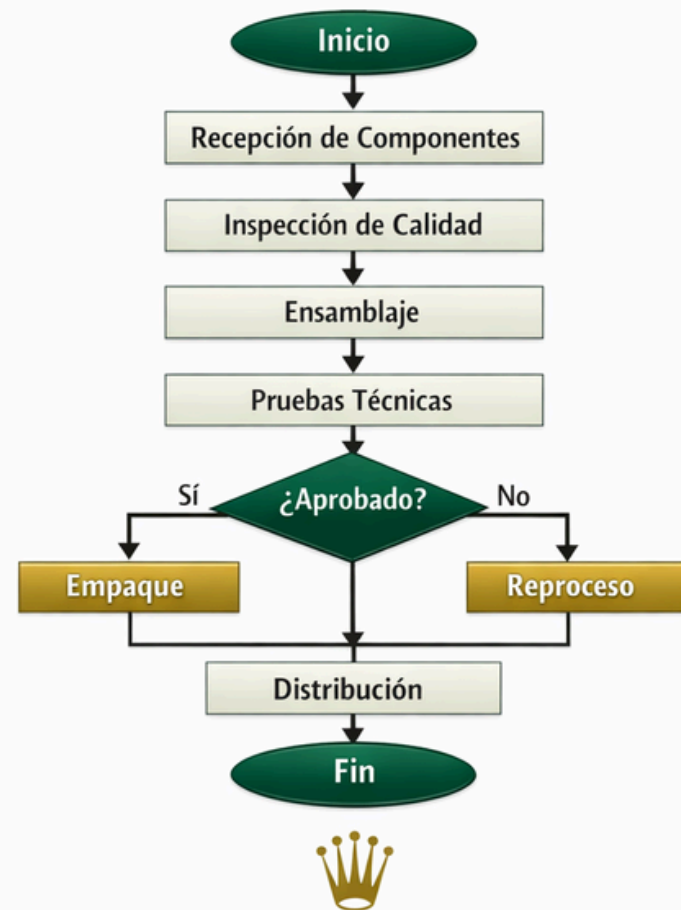 Inicio
Recepción de Componentes
Inspección de Calidad
Ensamblaje
Pruebas Técnicas
¿Aprobado?
Sí
No
Empaque
Reproceso
Distribución
Fin